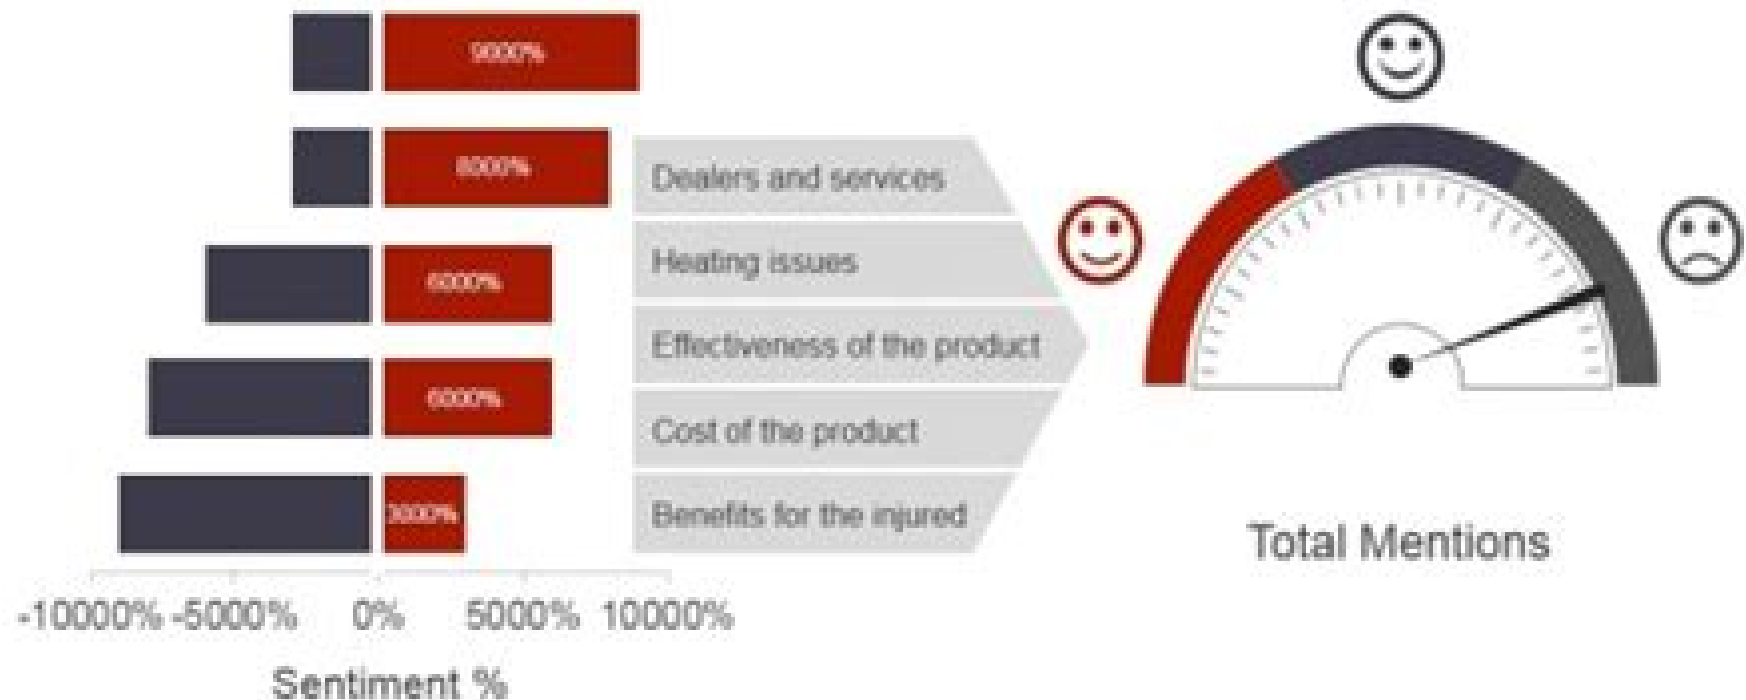 9000%
8000%
Dealers and services
Heating issues
6000%
Effectiveness of the product
6000%
Cost of the product
3000%
Benefits for the injured
-10000% -5000% 0% 5000% 10000%
Sentiment %
Total Mentions